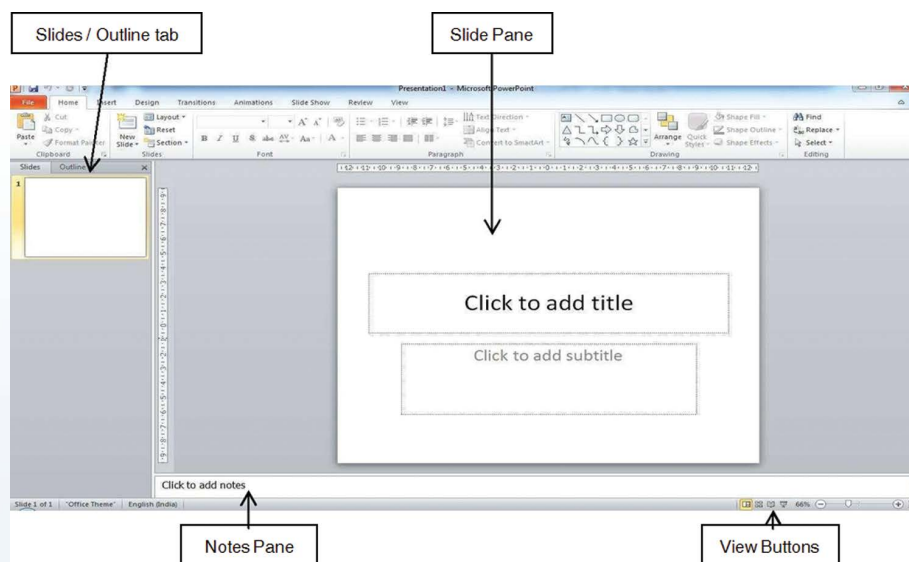 Slides / Outline tab
Slide Pane
Presentation1 - Microsoft PowerPoint
File Home Insert Design Transitions Animations Slide Show Review View
Cut
Copy
Format Painter
Paste
Clipboard
New
Slide
Layout
Reset
Section
Slides
B I U S abe AV Aa A
Font
Text Direction
Align Text
Convert to SmartArt
Paragraph
Arrange
Quick
Styles
Shape Fill
Shape Outline
Shape Effects
Drawing
Find
Replace
Select
Editing
Slides Outline
1
Click to add title
Click to add subtitle
Click to add notes
Slide 1 of 1 "Office Theme" English (India) 66%
Notes Pane
View Buttons